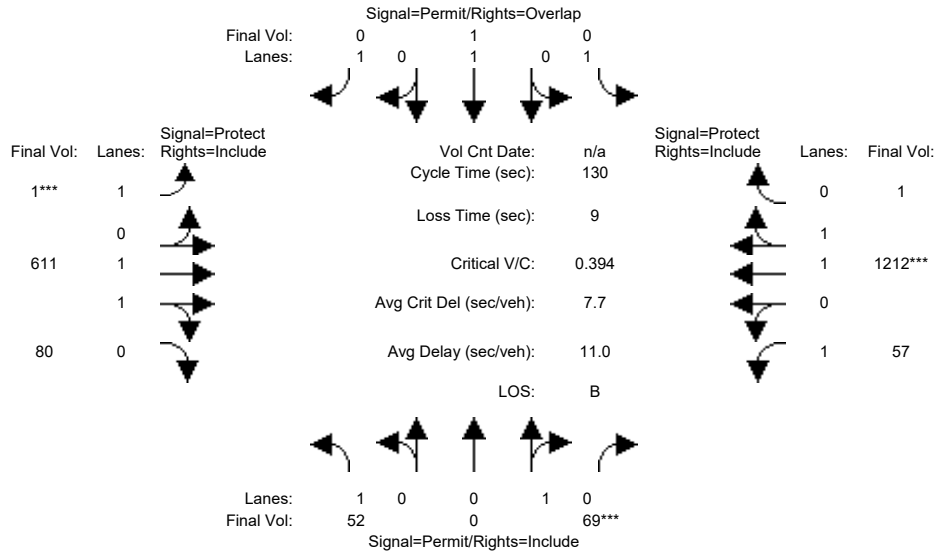 Signal=Permit/Rights=Overlap
Final Vol: 0 1 0
Lanes: 1 0 1 0 1
Signal=Protect
Final Vol: Lanes: Rights=Include
Vol Cnt Date: n/a
Signal=Protect
Rights=Include Lanes: Final Vol:
Cycle Time (sec): 130
1*** 1 0 1
Loss Time (sec): 9
0 1
611 1 Critical V/C: 0.394 1 1212***
1 Avg Crit Del (sec/veh): 7.7 0
80 0 Avg Delay (sec/veh): 11.0 1 57
LOS: B
Lanes: 1 0 0 1 0
Final Vol: 52 0 69***
Signal=Permit/Rights=Include